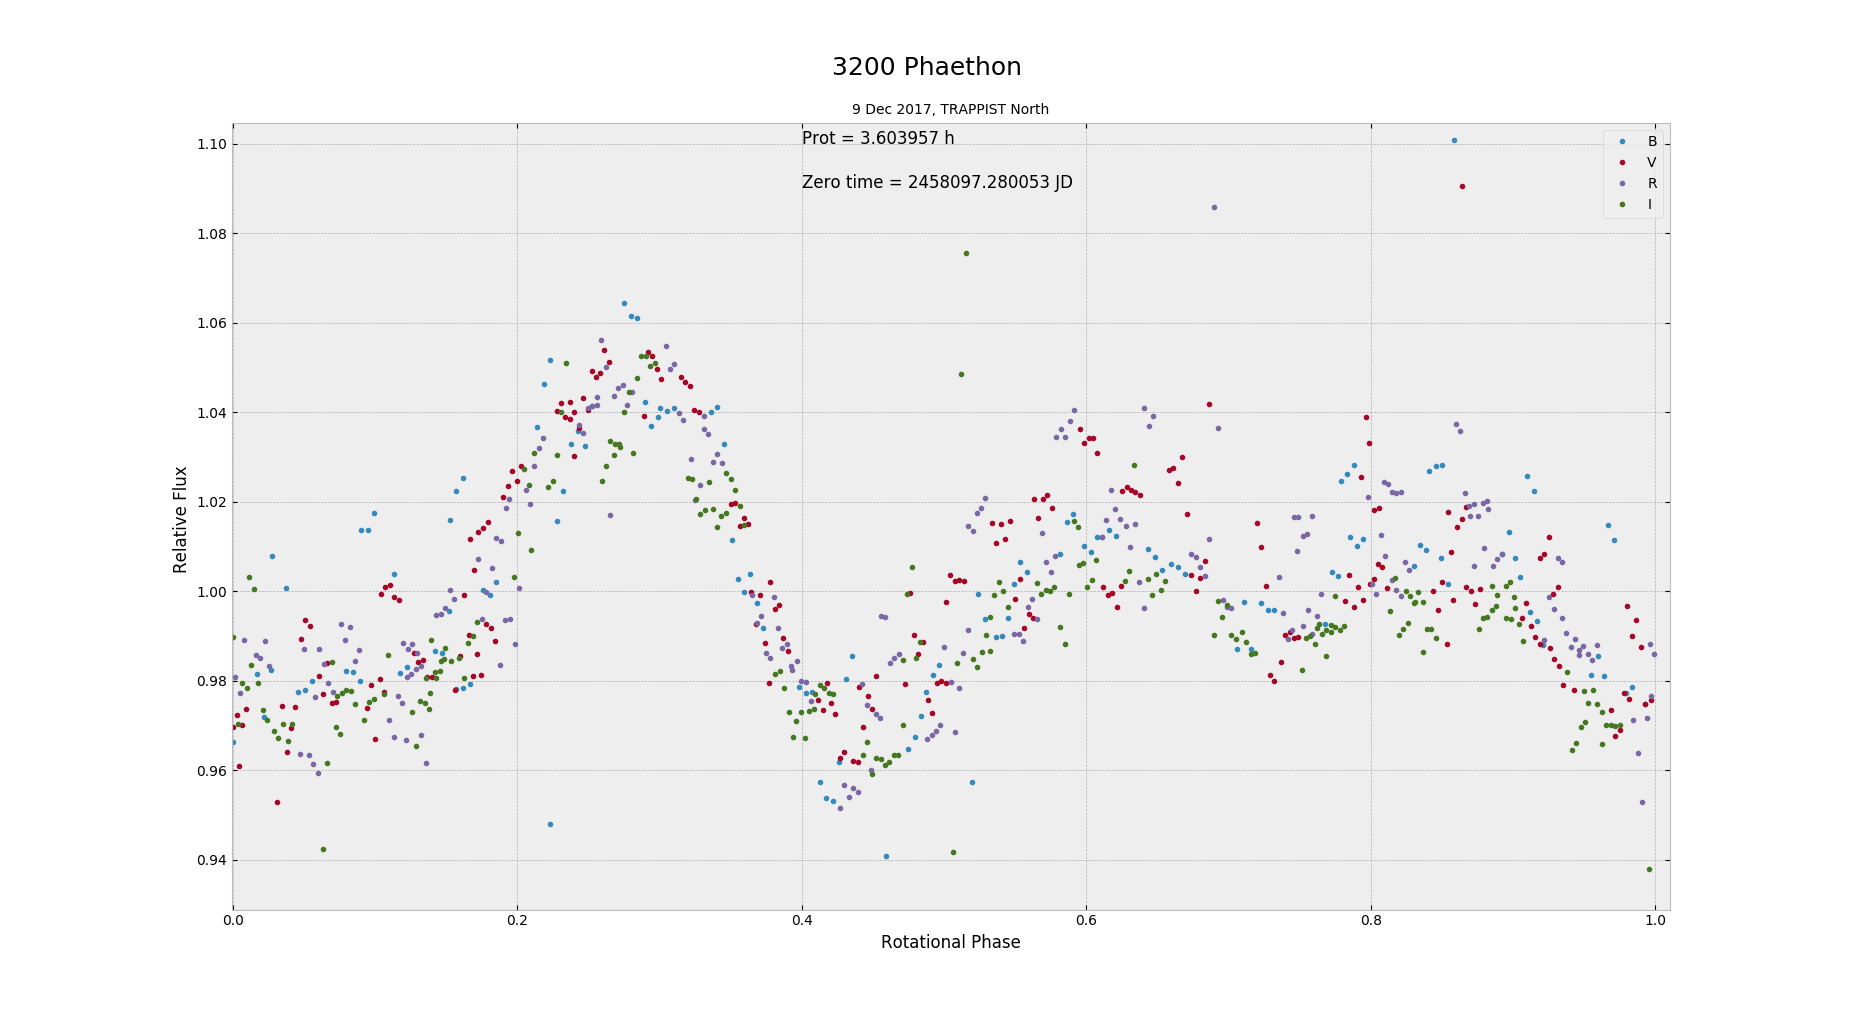 3200 Phaethon
9 Dec 2017, TRAPPIST North
Prot = 3.603957 h
Zero time = 2458097.280053 JD
B
V
R
I
1.10
1.08
1.06
1.04
1.02
1.00
0.98
0.96
0.94
Relative Flux
0.0 0.2 0.4 0.6 0.8 1.0
Rotational Phase